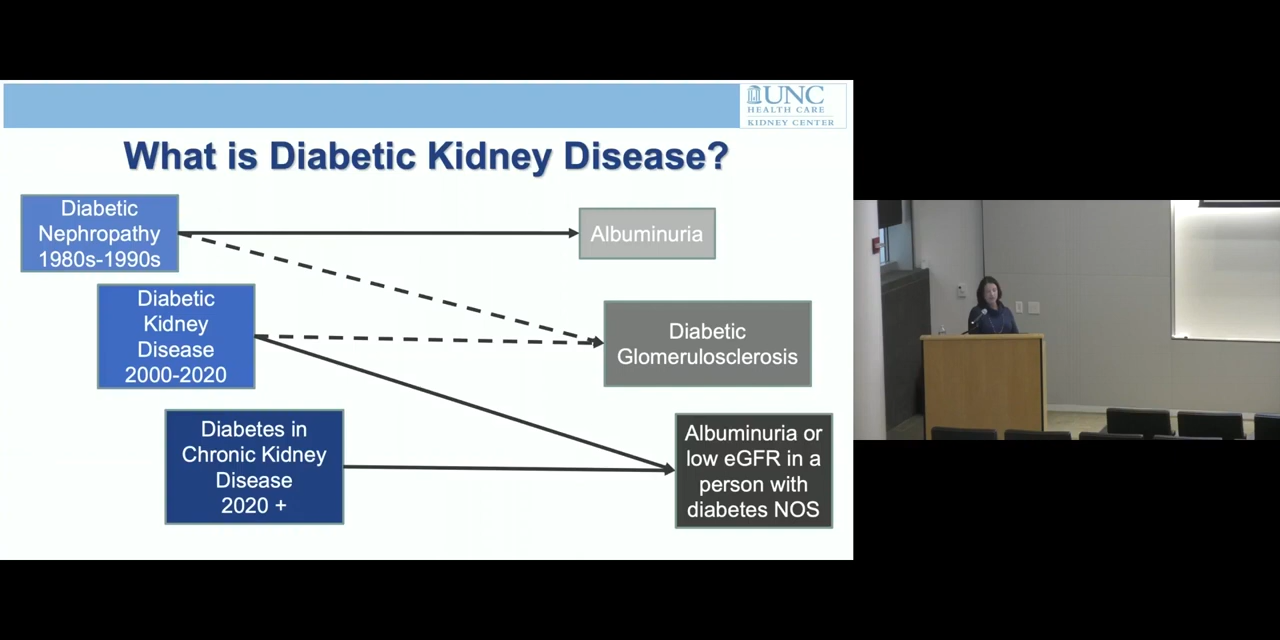 UNC
HEALTH CARE
KIDNEY CENTER
What is Diabetic Kidney Disease?
Diabetic
Nephropathy
1980s-1990s
Albuminuria
Diabetic
Kidney
Disease
2000-2020
Diabetic
Glomerulosclerosis
Diabetes in
Chronic Kidney
Disease
2020 +
Albuminuria or
low eGFR in a
person with
diabetes NOS